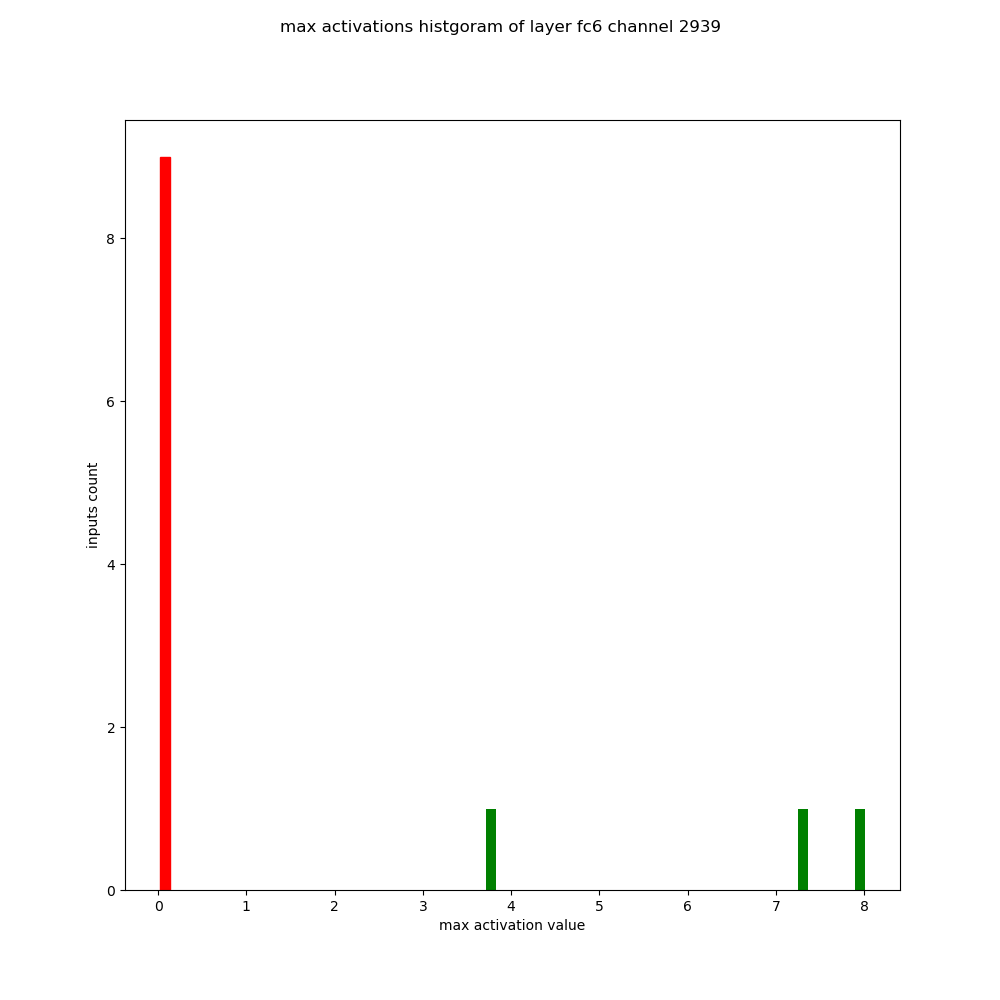 max activations histgoram of layer fc6 channel 2939
8
6
4
2
0
inputs count
0 1 2 3 4 5 6 7 8
max activation value